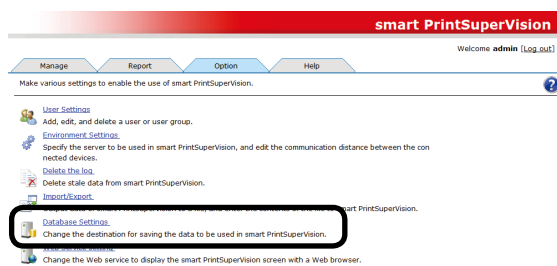 smart PrintSuperVision
Welcome admin [Log out]
Manage Report Option Help
Make various settings to enable the use of smart PrintSuperVision.
?
User Settings
Add, edit, and delete a user or user group.
Environment Settings
Specify the server to be used in smart PrintSuperVision, and edit the communication distance between the con
nected devices.
Delete the log
Delete stale data from smart PrintSuperVision.
Import/Export
smart PrintSuperVision.
Database Settings
Change the destination for saving the data to be used in smart PrintSuperVision.
Web Service Setting
Change the Web service to display the smart PrintSuperVision screen with a Web browser.